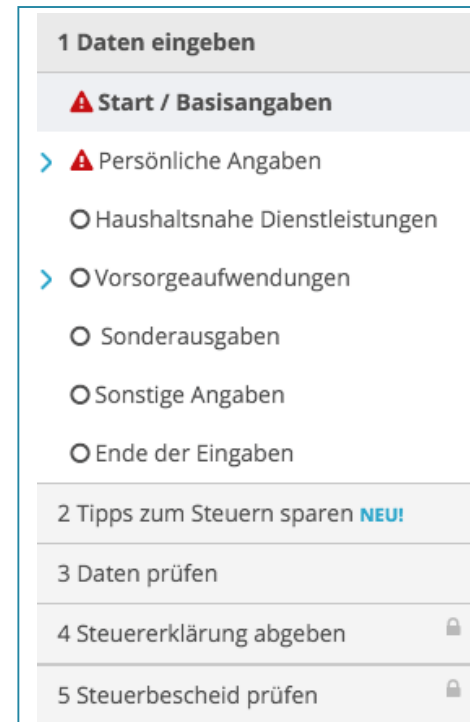 1 Daten eingeben
Start / Basisangaben
Persönliche Angaben
Haushaltsnahe Dienstleistungen
Vorsorgeaufwendungen
Sonderausgaben
Sonstige Angaben
Ende der Eingaben
2 Tipps zum Steuern sparen NEU!
3 Daten prüfen
4 Steuererklärung abgeben
5 Steuerbescheid prüfen